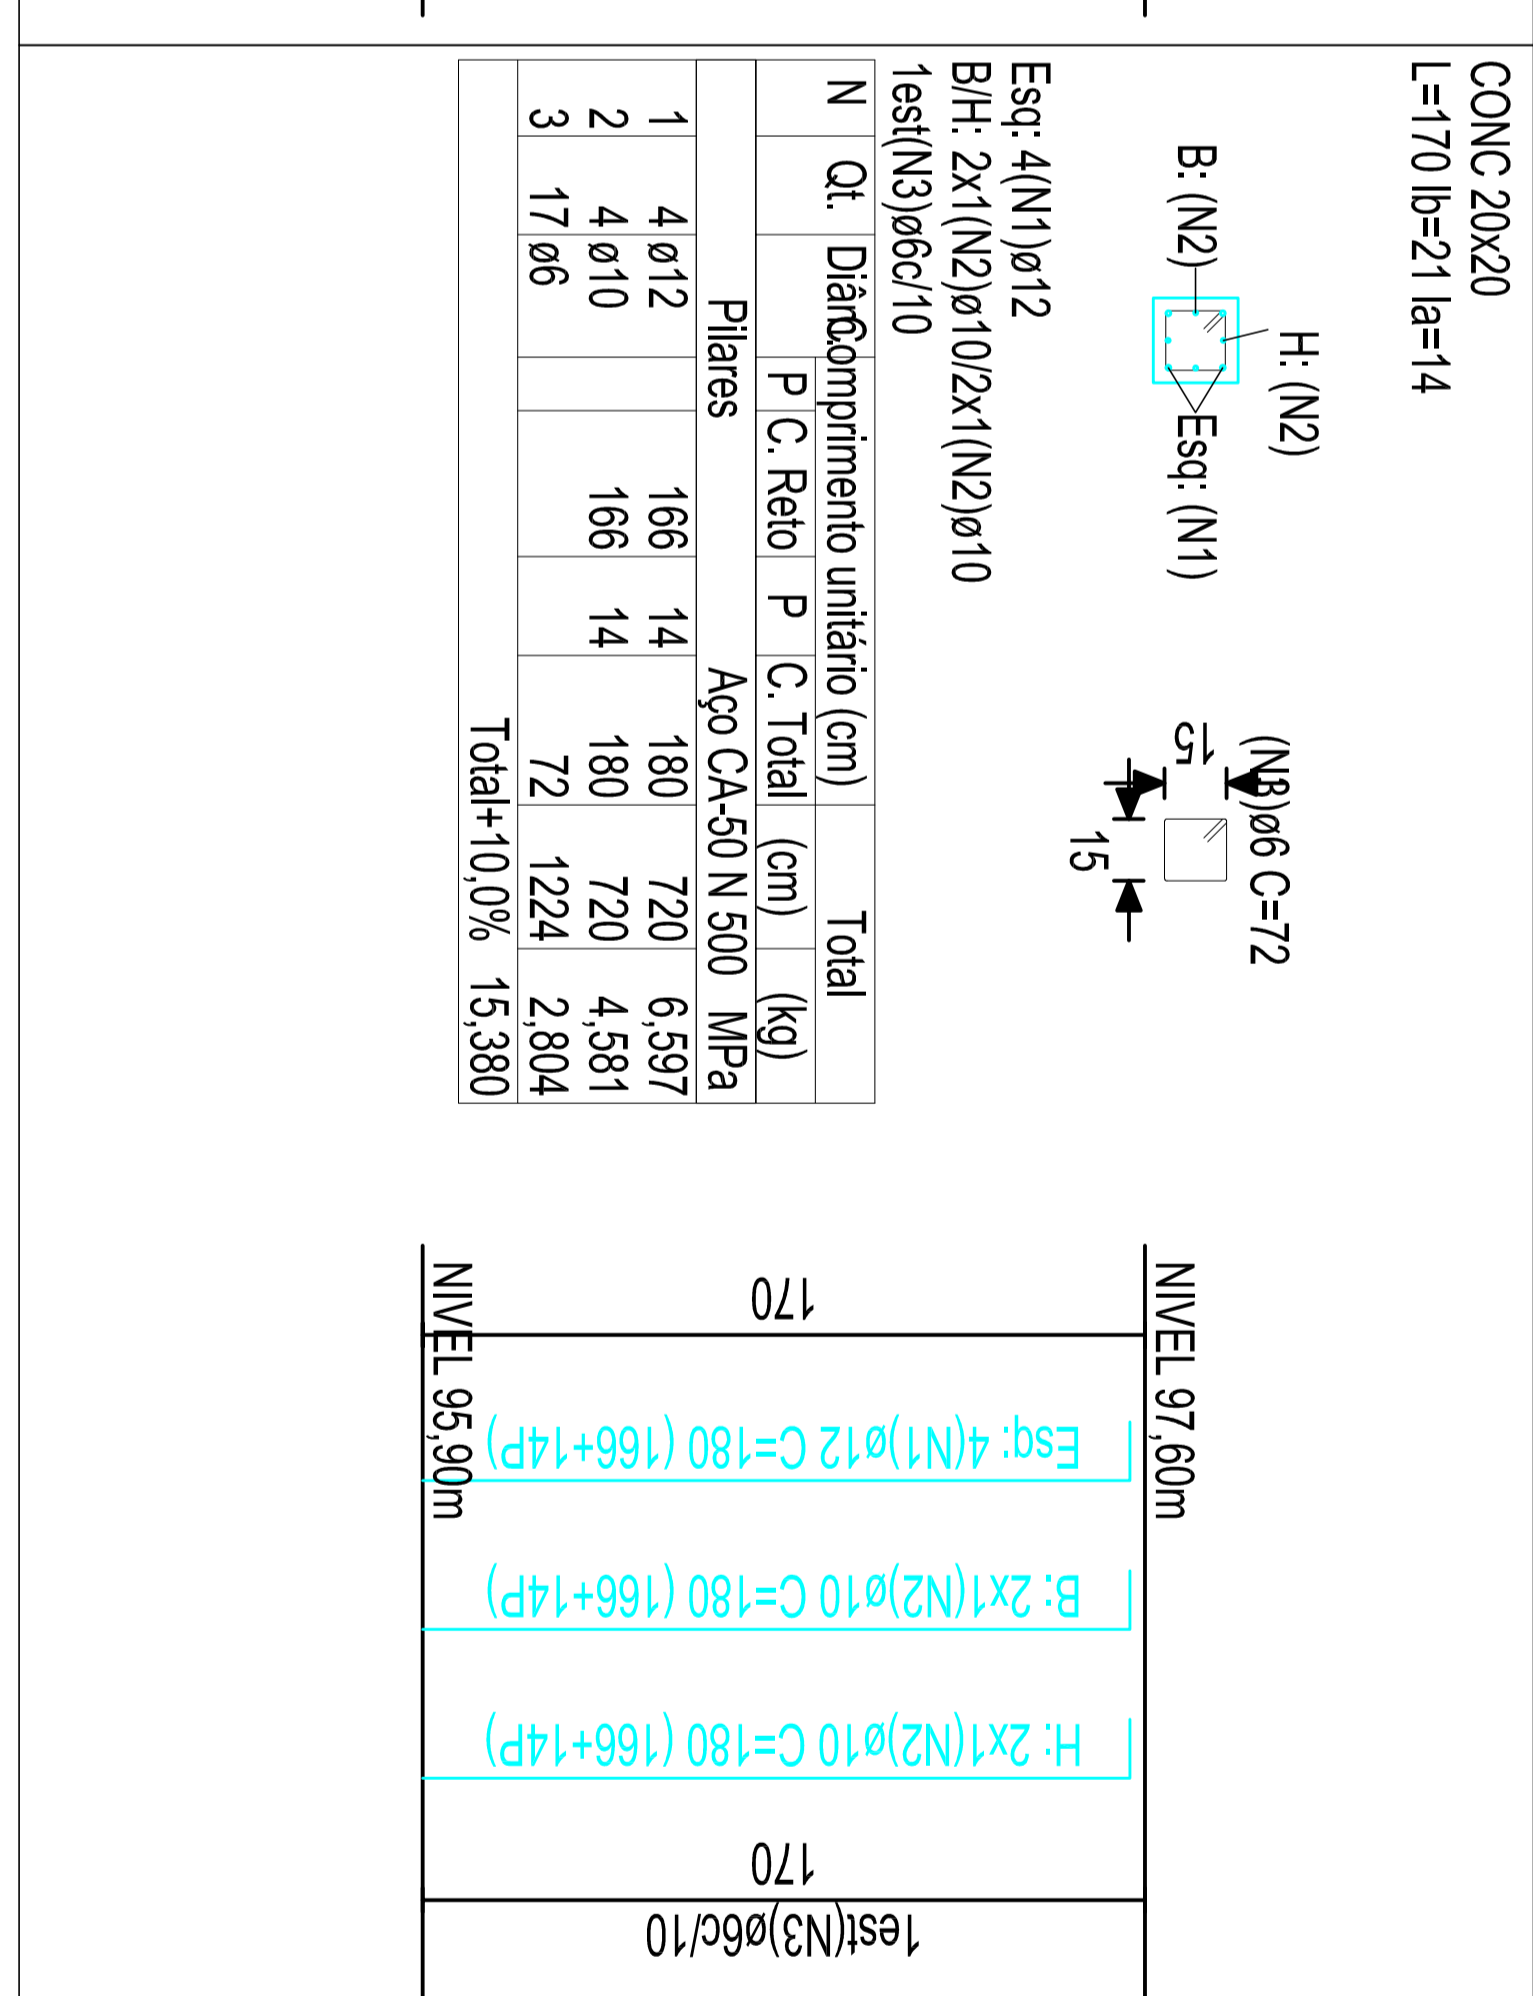 CONC 20x20
L=170 lb=21 la=14
H: (N2)
B: (N2)
Esq: (N1)
(N3)ø6 C=72
15
15
Esq: 4(N1)ø12
B/H: 2x1(N2)ø10/2x1(N2)ø10
1est(N3)ø6c/10
N Qt. Diâm. Comprimento unitário (cm) Total
P C. Reto P C. Total (cm) (kg)
Pilares Aço CA-50 N 500 MPa
1 4 ø12 166 14 180 720 6,597
2 4 ø10 166 14 180 720 4,581
3 17 ø6 72 1224 2,804
Total+10,0% 15,380
NIVEL 97,60m
170
NIVEL 95,90m
Esq: 4(N1)ø12 C=180 (166+14P)
B: 2x1(N2)ø10 C=180 (166+14P)
H: 2x1(N2)ø10 C=180 (166+14P)
170
1est(N3)ø6c/10